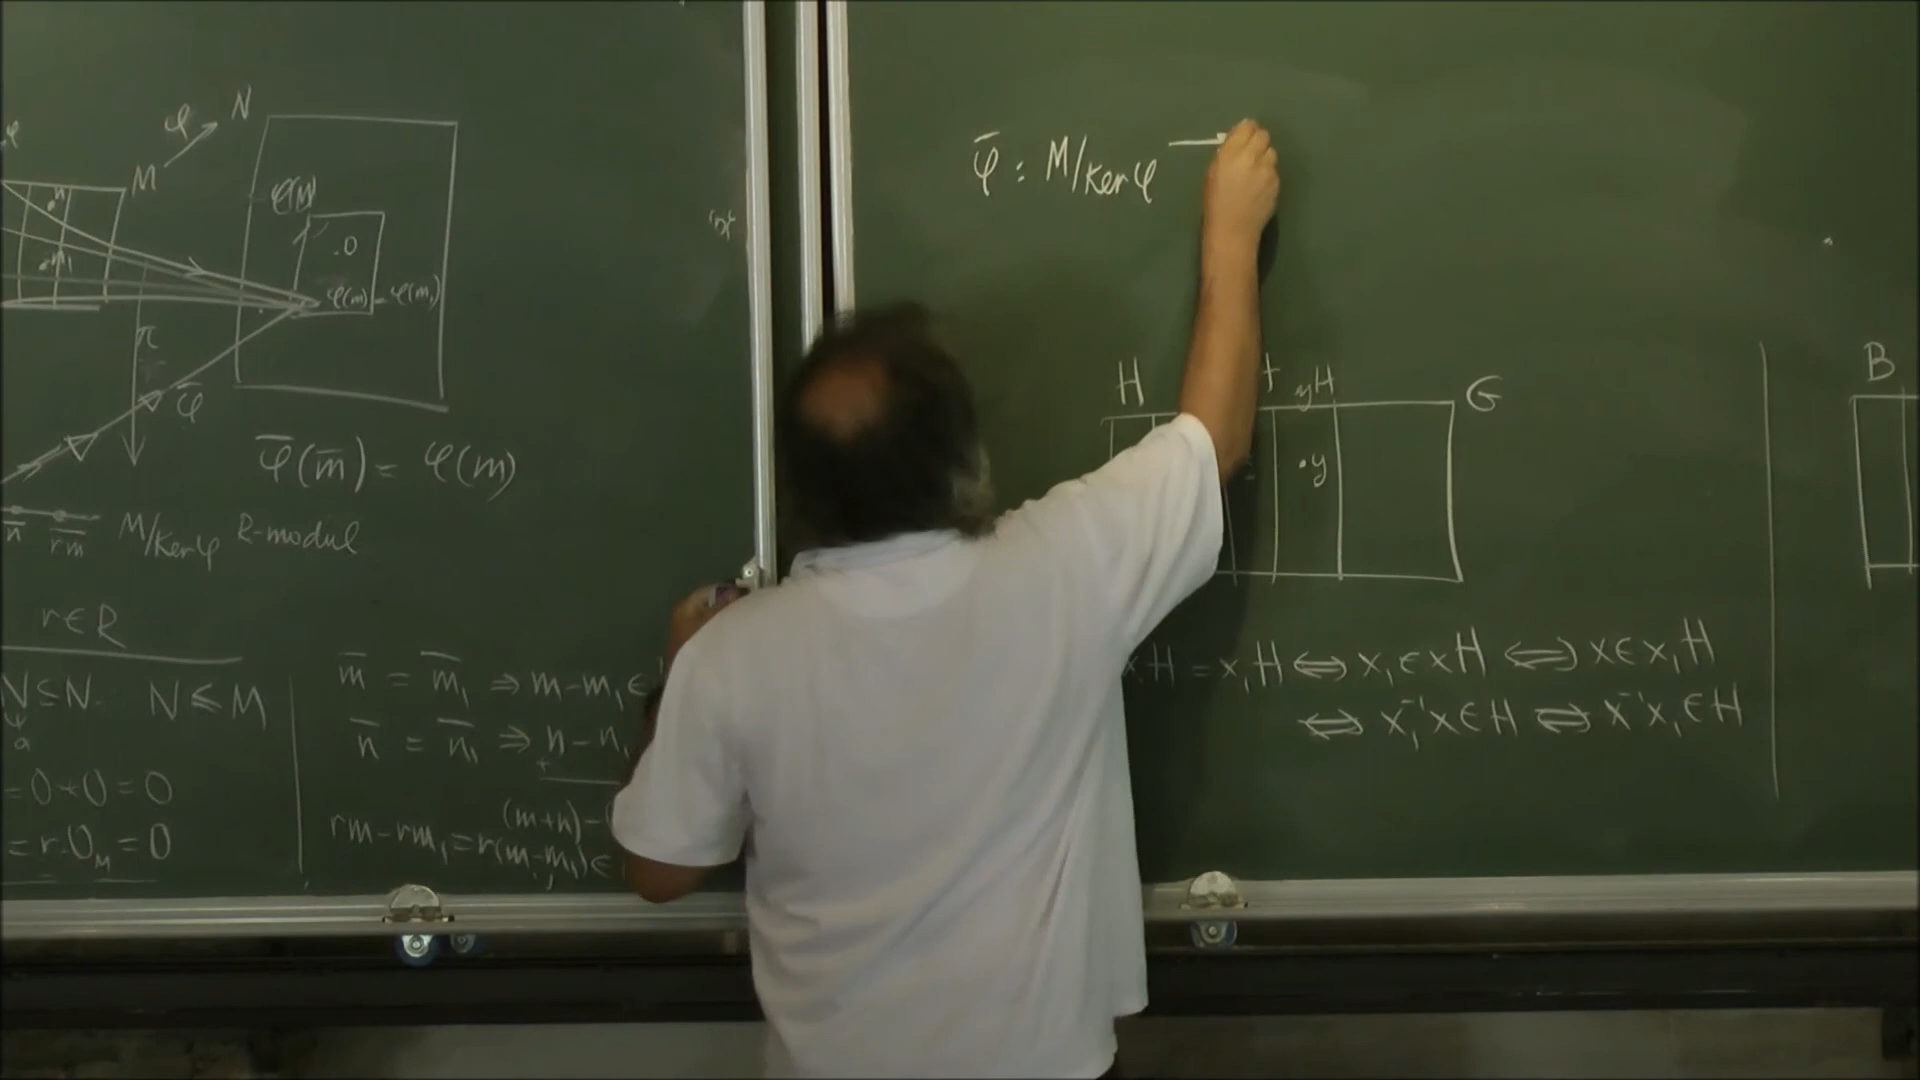 φ N
M
φ(M)
.0
φ(m) = φ(m₁)
π
φ̄
φ̄(m̄) = φ(m)
n̄ r̄m̄ M/Kerφ R-modul
r∈R
N≤N. N≤M
a
=0+0=0
=r·0_M=0
m̄ = m̄₁ ⇒ m-m₁∈
n̄ = n̄₁ ⇒ n-n₁
(m+n)-(
rm-rm₁=r(m-m₁)∈
φ̄ : M/Kerφ →
H yH G
.y
xH = x₁H ⇔ x₁∈xH ⇔ x∈x₁H
⇔ x₁⁻¹x∈H ⇔ x⁻¹x₁∈H
B